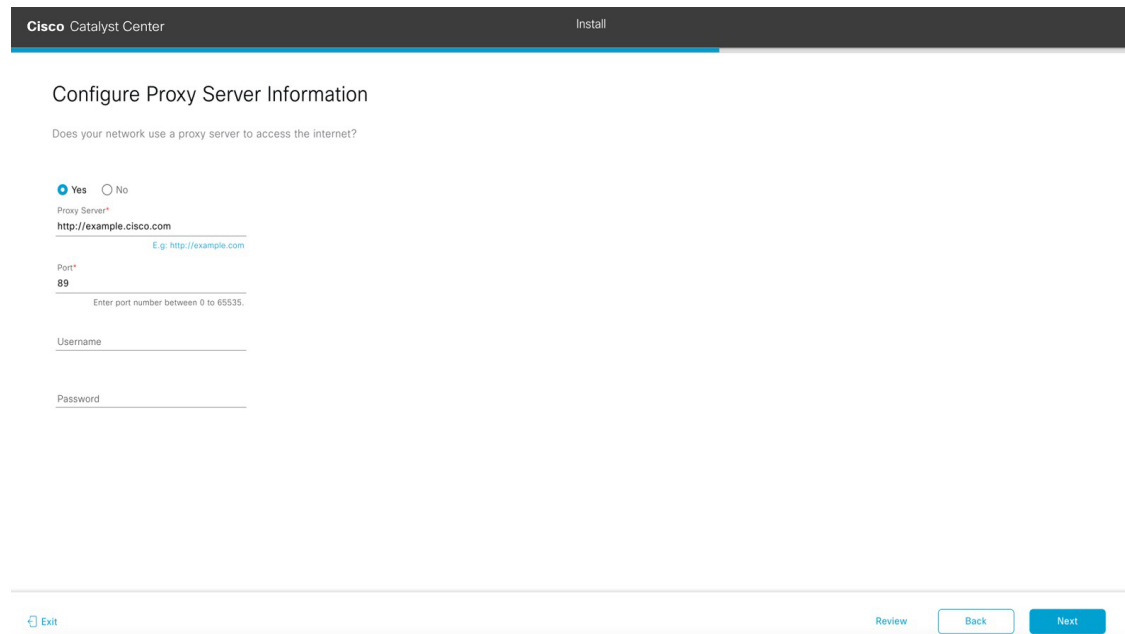 Cisco Catalyst Center
Install
Configure Proxy Server Information
Does your network use a proxy server to access the internet?
Yes No
Proxy Server*
http://example.cisco.com
E.g: http://example.com
Port*
89
Enter port number between 0 to 65535.
Username
Password
Exit
Review
Back
Next